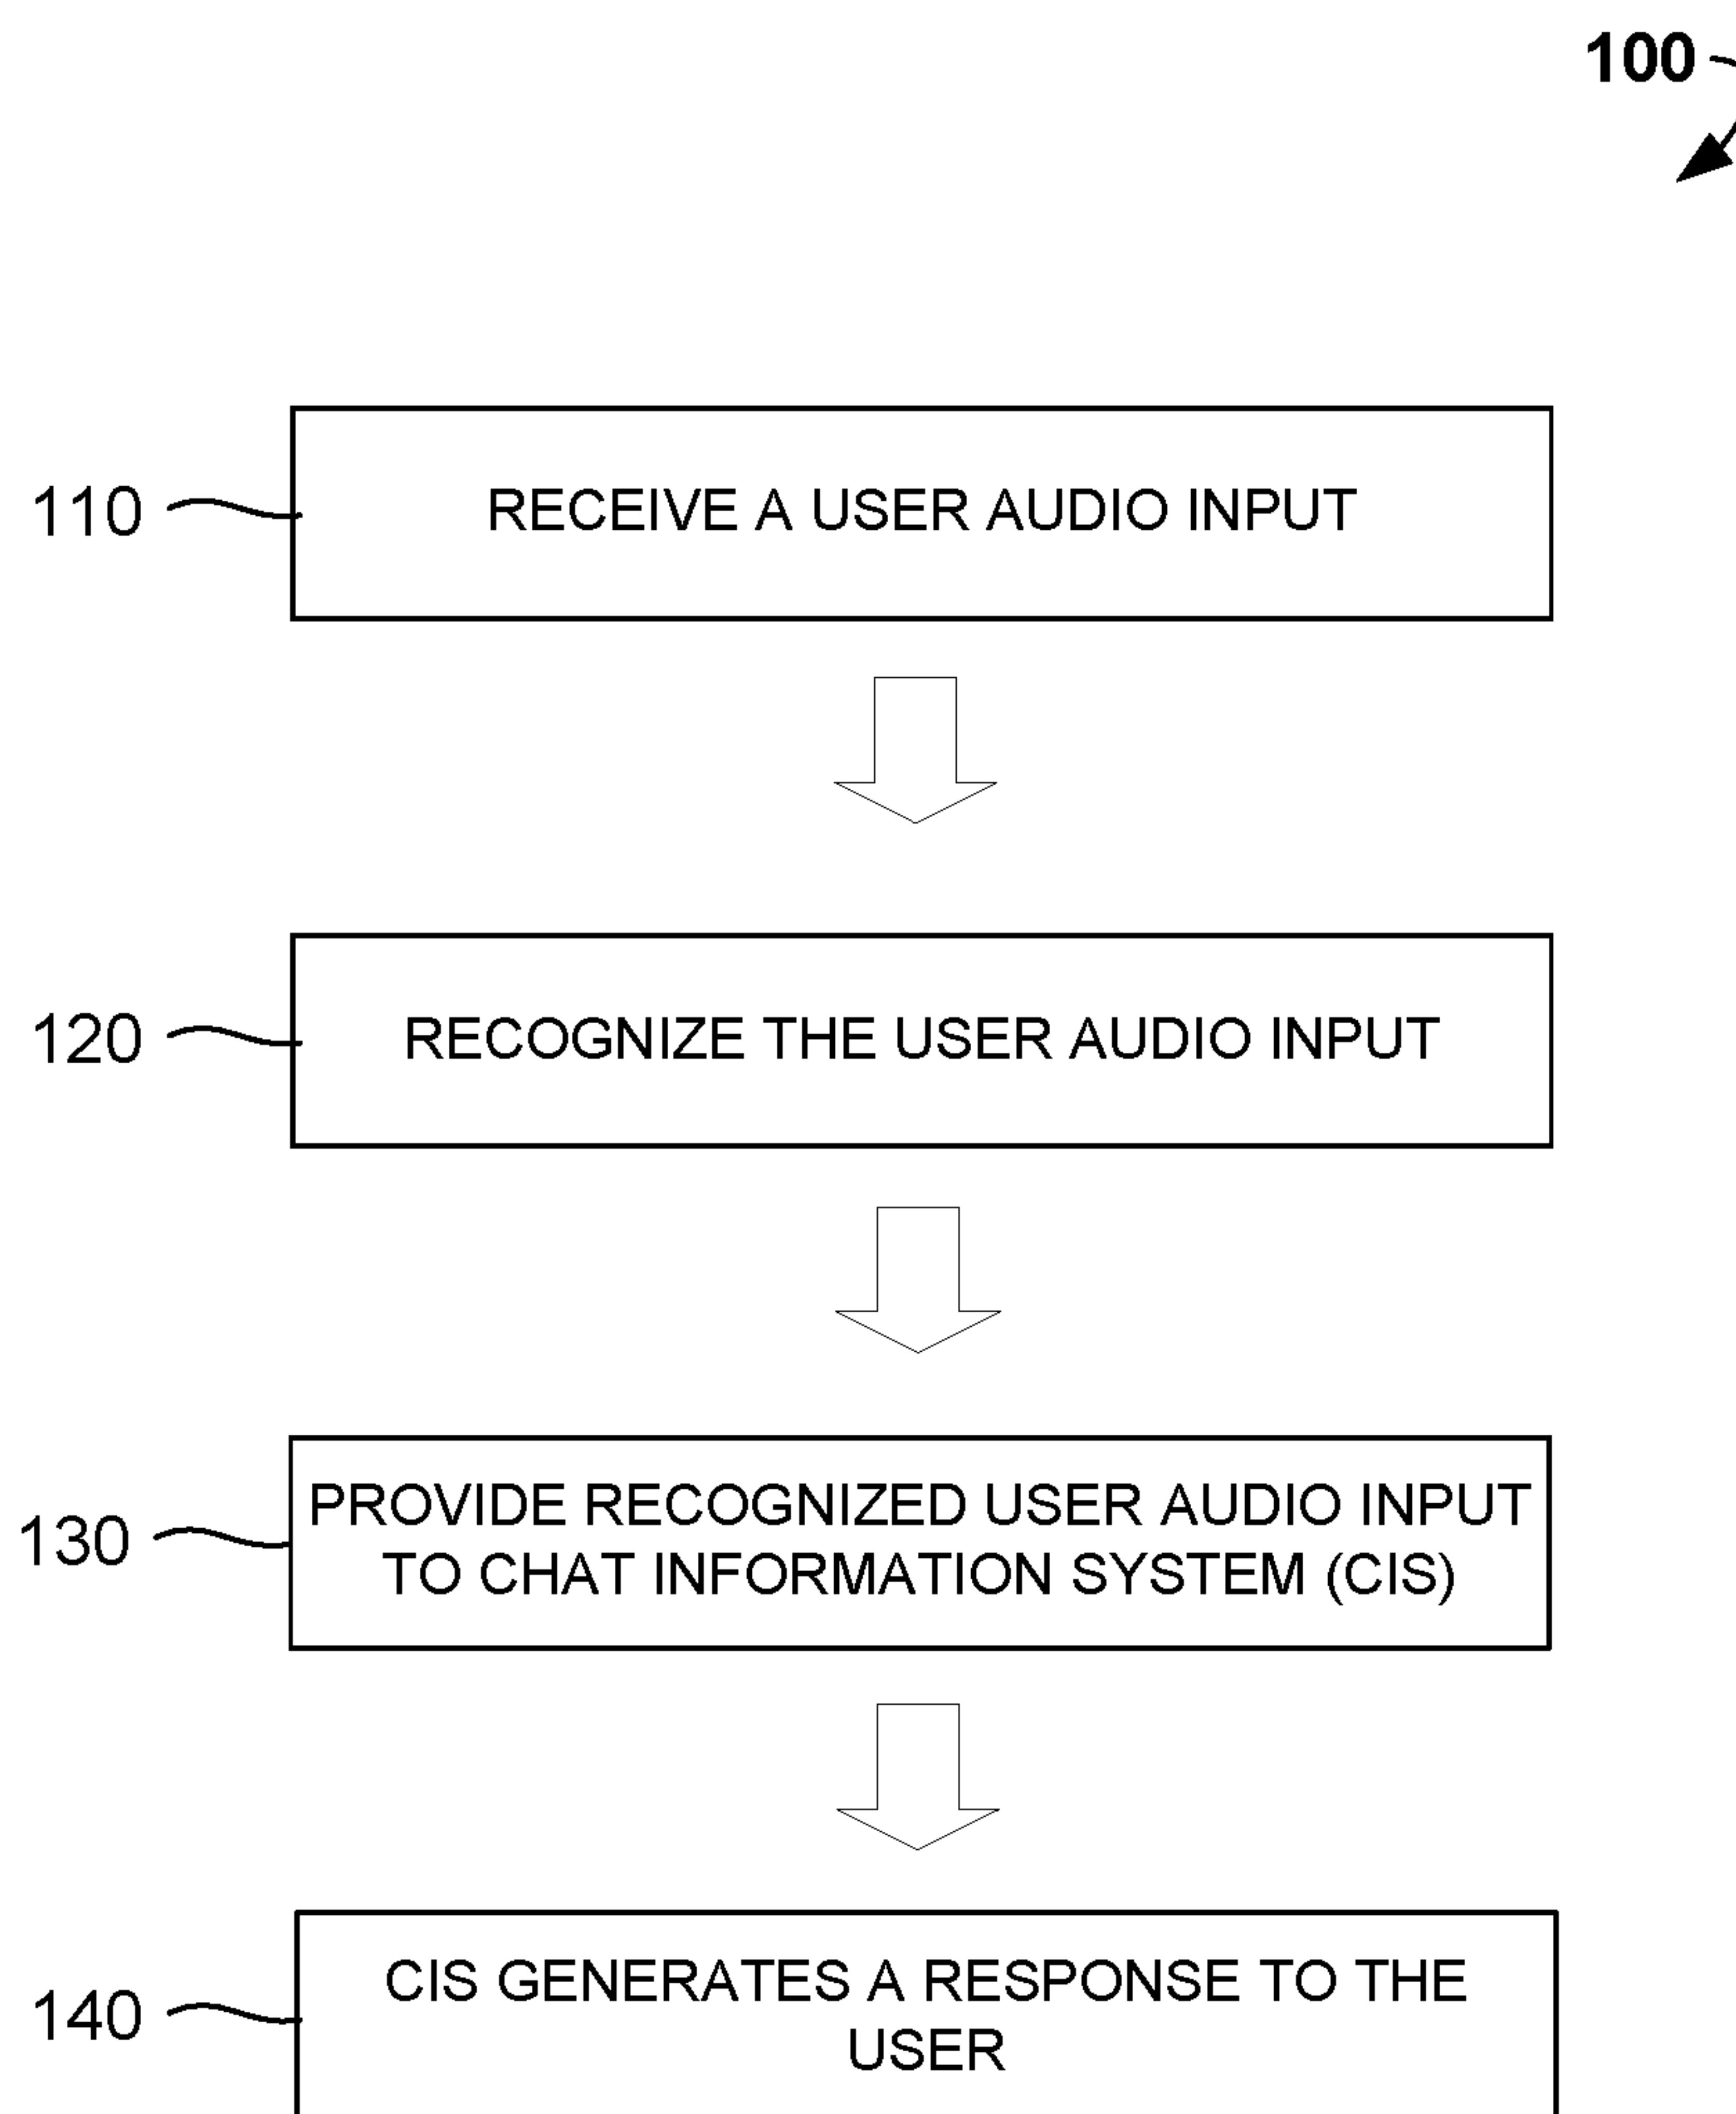 100
110
RECEIVE A USER AUDIO INPUT
120
RECOGNIZE THE USER AUDIO INPUT
130
PROVIDE RECOGNIZED USER AUDIO INPUT
TO CHAT INFORMATION SYSTEM (CIS)
140
CIS GENERATES A RESPONSE TO THE
USER